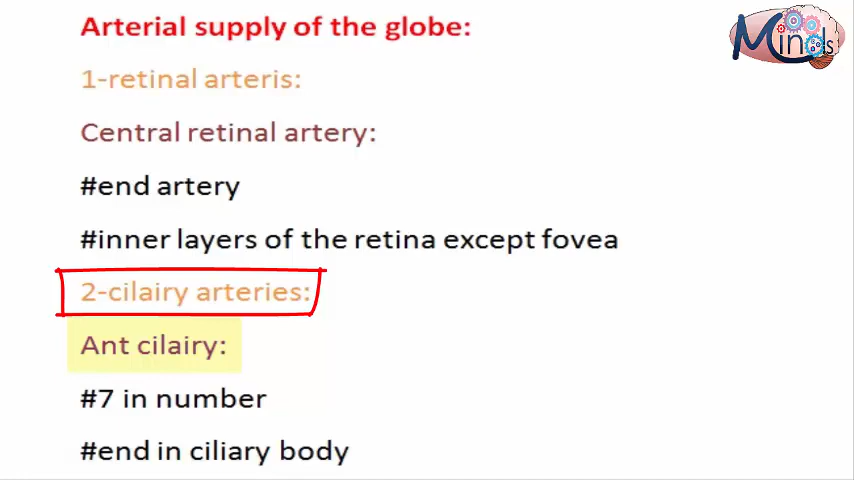 Arterial supply of the globe:
Minds
1-retinal arteris:
Central retinal artery:
#end artery
#inner layers of the retina except fovea
2-cilairy arteries:
Ant cilairy:
#7 in number
#end in ciliary body